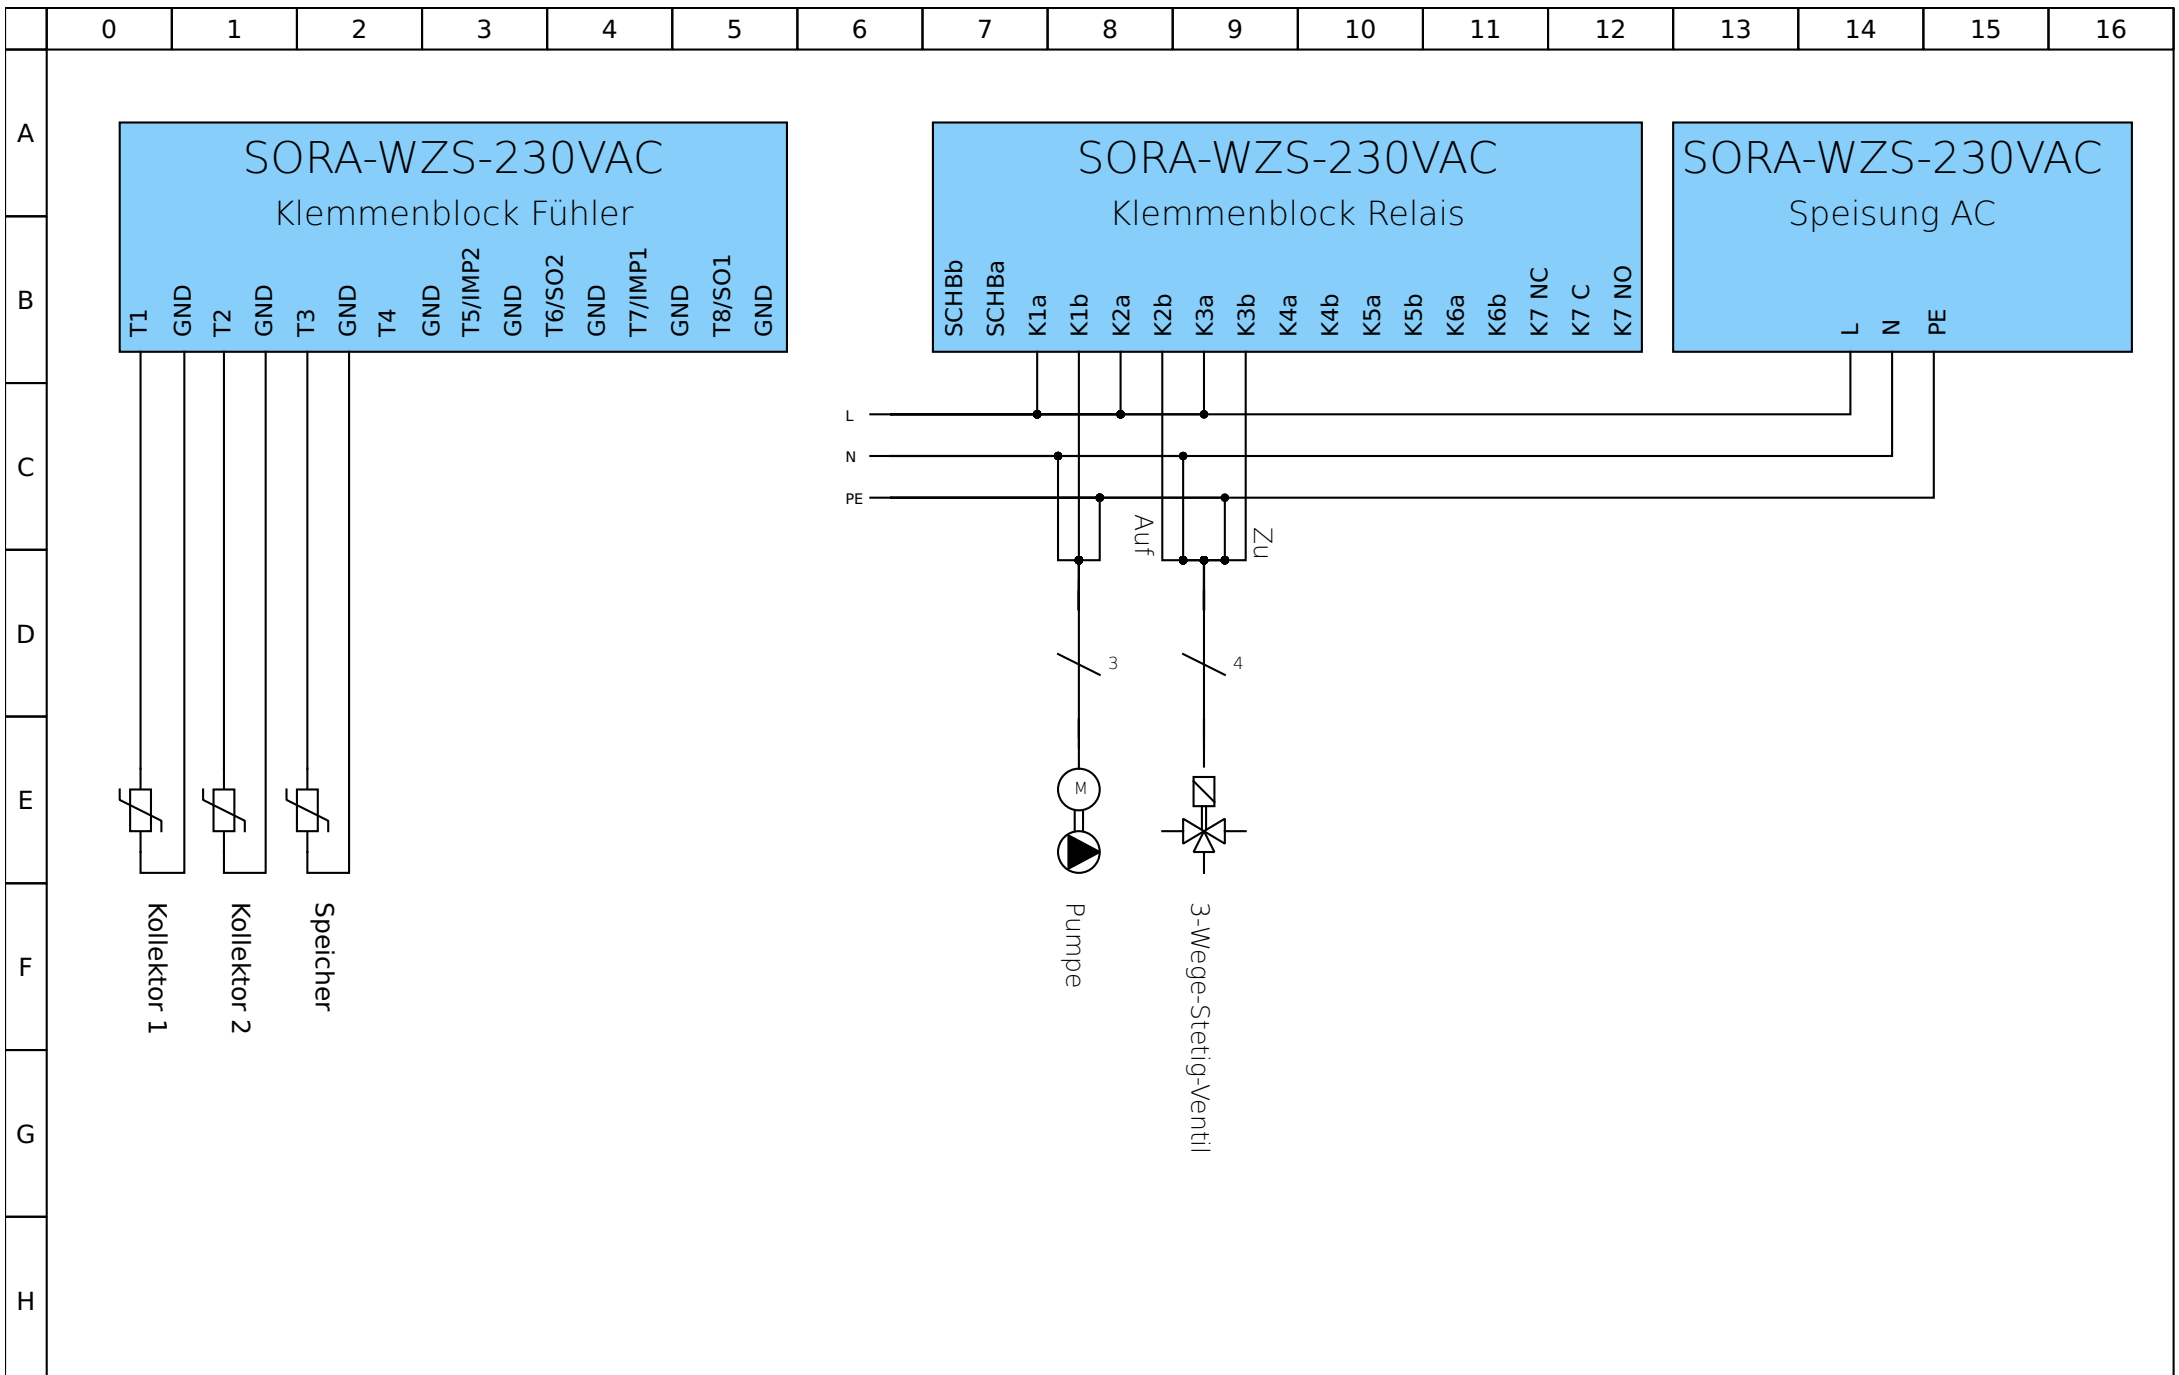 0 1 2 3 4 5 6 7 8 9 10 11 12 13 14 15 16
A
SORA-WZS-230VAC
Klemmenblock Fühler
SORA-WZS-230VAC
Klemmenblock Relais
SORA-WZS-230VAC
Speisung AC
B
T1
GND
T2
GND
T3
GND
T4
GND
T5/IMP2
GND
T6/SO2
GND
T7/IMP1
GND
T8/SO1
GND
SCHBb
SCHBa
K1a
K1b
K2a
K2b
K3a
K3b
K4a
K4b
K5a
K5b
K6a
K6b
K7 NC
K7 C
K7 NO
L
N
PE
C
L
N
PE
Auf
Zu
D
3
4
E
M
F
Kollektor 1
Kollektor 2
Speicher
Pumpe
3-Wege-Stetig-Ventil
G
H